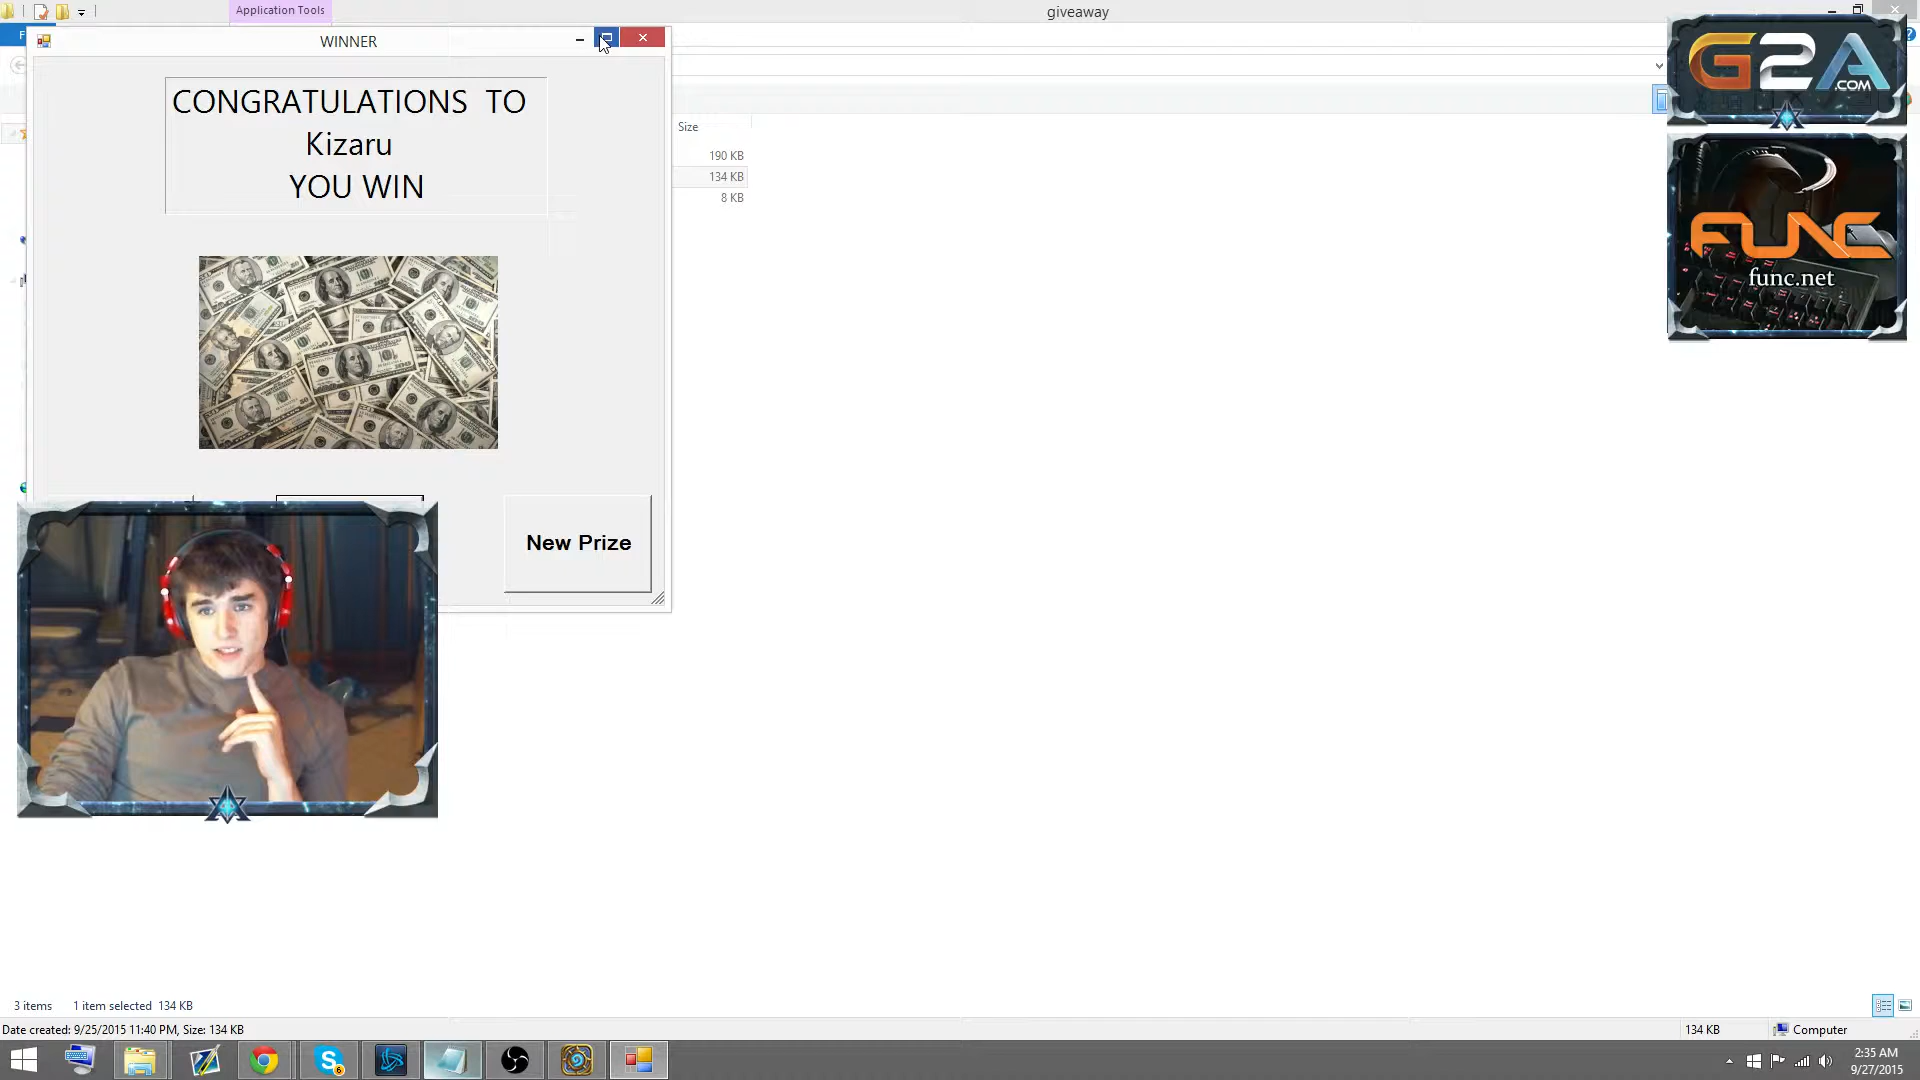 Application Tools
giveaway
F
WINNER
CONGRATULATIONS TO
Kizaru
YOU WIN
Size
190 KB
134 KB
8 KB
G2A
.COM
FUNC
func.net
New Prize
3 items 1 item selected 134 KB
Date created: 9/25/2015 11:40 PM, Size: 134 KB
134 KB
Computer
6
2:35 AM
9/27/2015